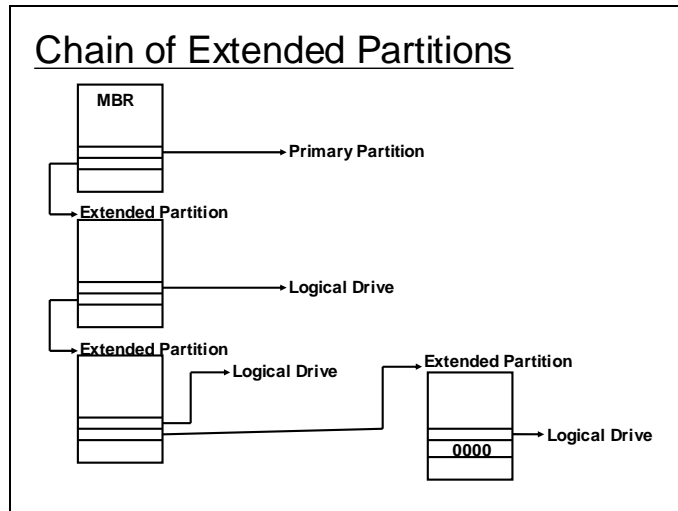 Chain of Extended Partitions
MBR
Primary Partition
Extended Partition
Logical Drive
Extended Partition
Logical Drive
Extended Partition
Logical Drive
0000